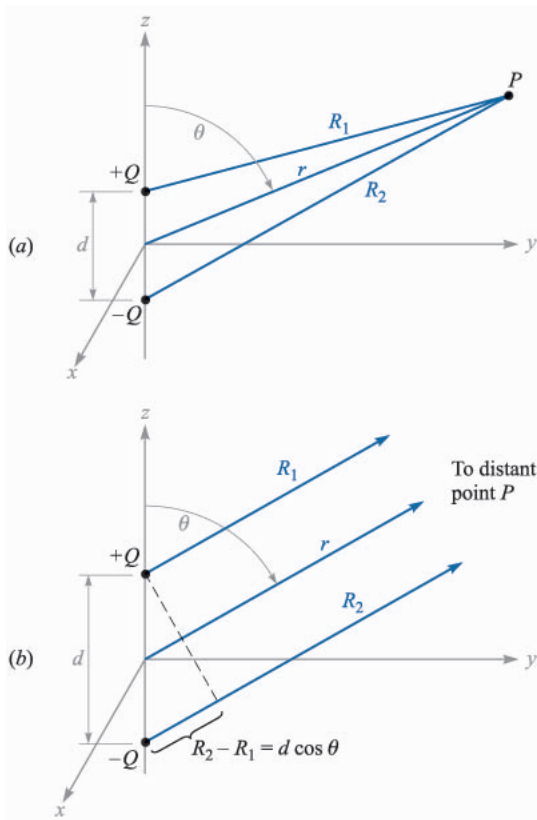 z
P
θ
R₁
+Q
r
R₂
(a)
d
y
−Q
x
z
R₁
To distant
point P
θ
+Q
r
R₂
(b)
d
y
−Q
R₂ − R₁ = d cos θ
x